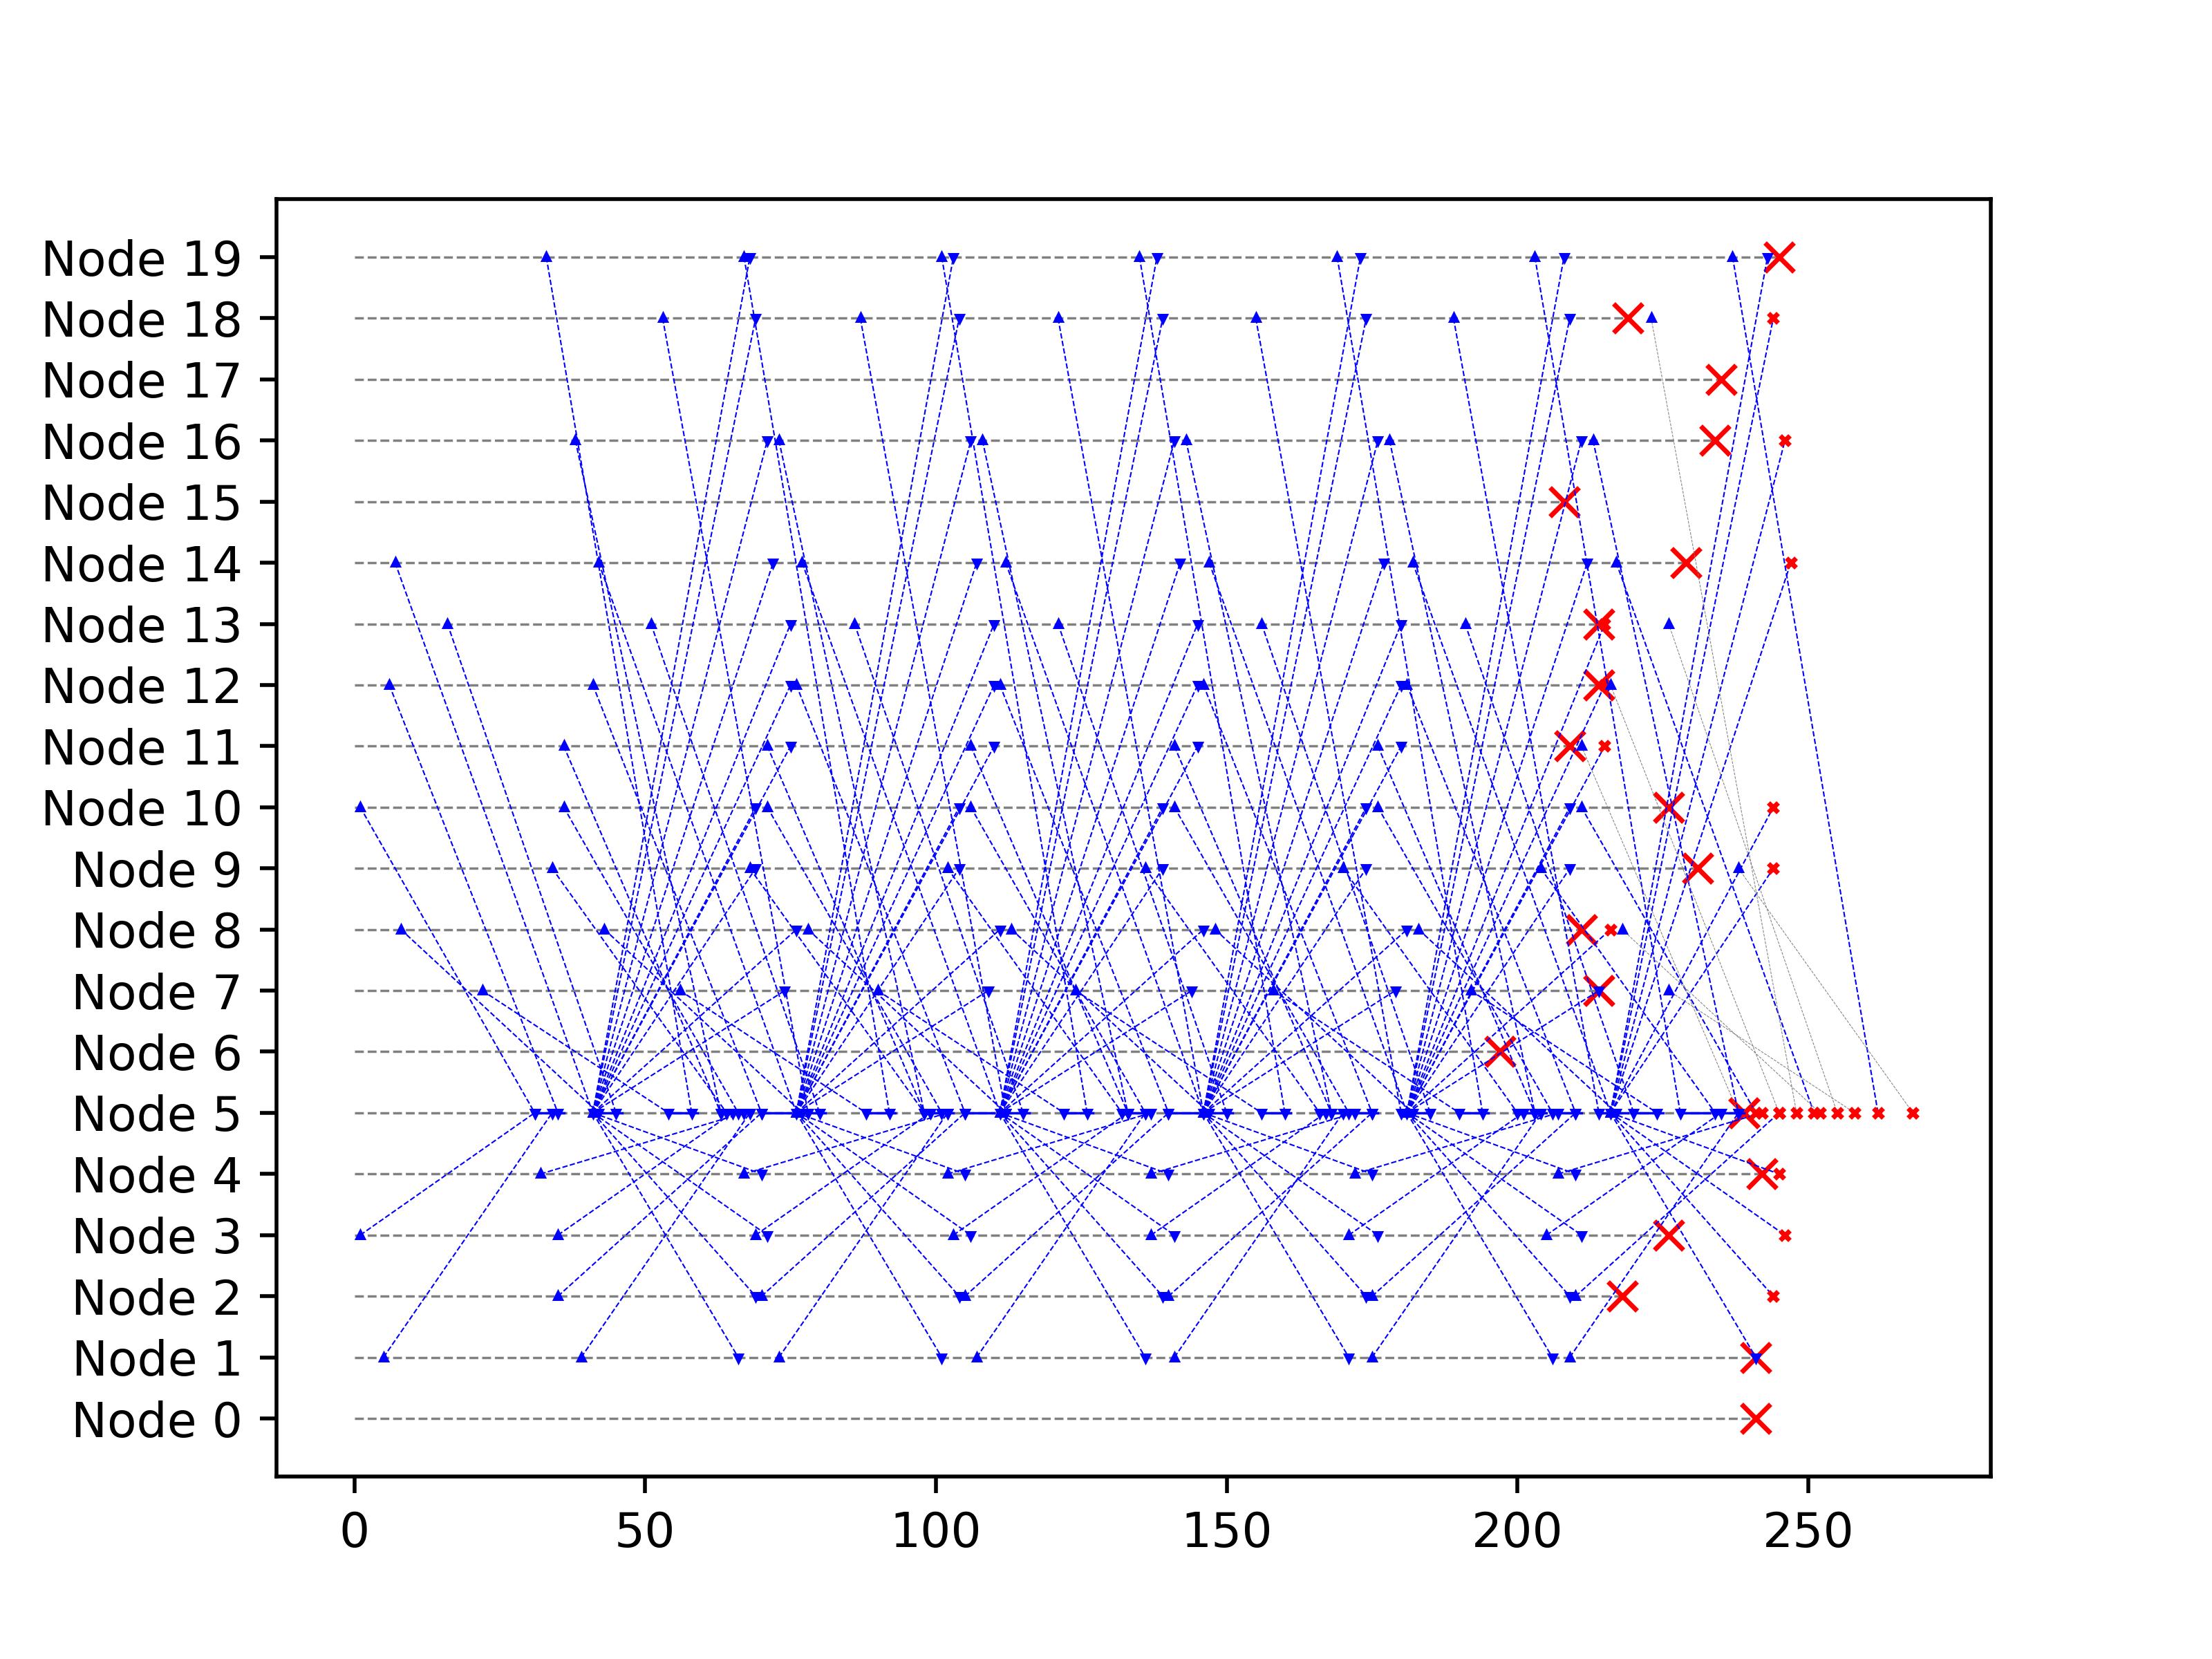 Node 19
Node 18
Node 17
Node 16
Node 15
Node 14
Node 13
Node 12
Node 11
Node 10
Node 9
Node 8
Node 7
Node 6
Node 5
Node 4
Node 3
Node 2
Node 1
Node 0
0 50 100 150 200 250